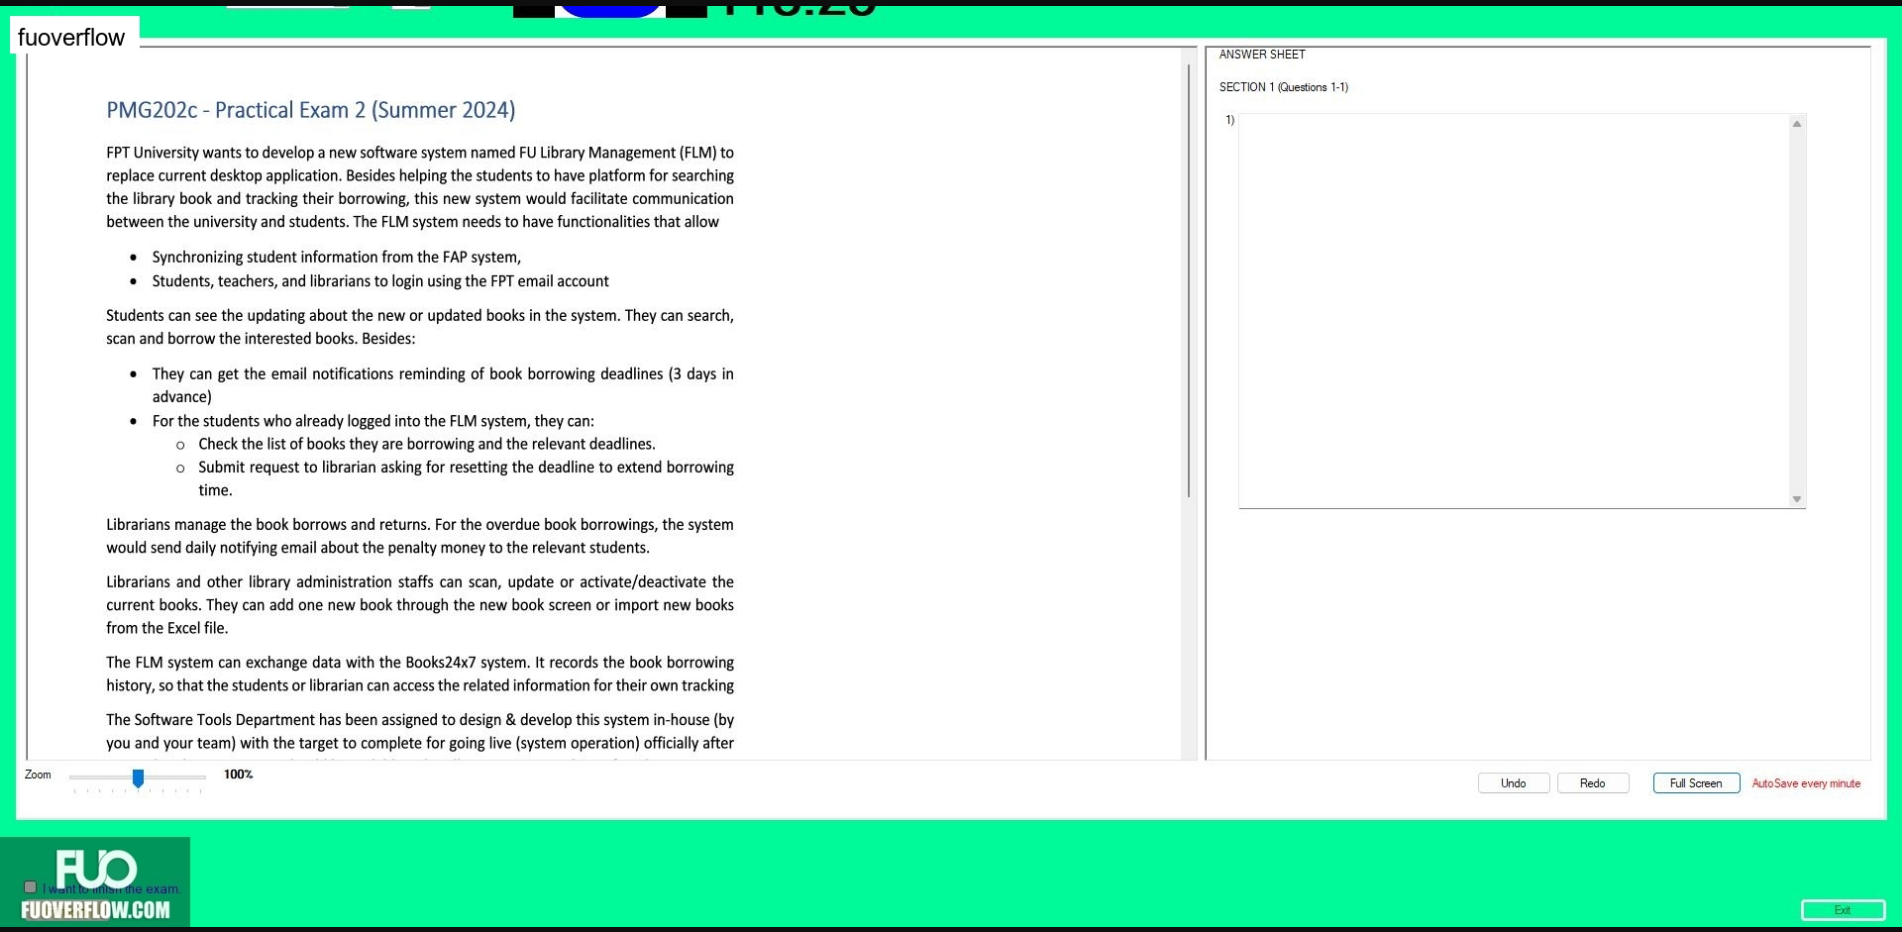 fuoverflow
PMG202c - Practical Exam 2 (Summer 2024)
FPT University wants to develop a new software system named FU Library Management (FLM) to
replace current desktop application. Besides helping the students to have platform for searching
the library book and tracking their borrowing, this new system would facilitate communication
between the university and students. The FLM system needs to have functionalities that allow
• Synchronizing student information from the FAP system,
• Students, teachers, and librarians to login using the FPT email account
Students can see the updating about the new or updated books in the system. They can search,
scan and borrow the interested books. Besides:
• They can get the email notifications reminding of book borrowing deadlines (3 days in
advance)
• For the students who already logged into the FLM system, they can:
o Check the list of books they are borrowing and the relevant deadlines.
o Submit request to librarian asking for resetting the deadline to extend borrowing
time.
Librarians manage the book borrows and returns. For the overdue book borrowings, the system
would send daily notifying email about the penalty money to the relevant students.
Librarians and other library administration staffs can scan, update or activate/deactivate the
current books. They can add one new book through the new book screen or import new books
from the Excel file.
The FLM system can exchange data with the Books24x7 system. It records the book borrowing
history, so that the students or librarian can access the related information for their own tracking
The Software Tools Department has been assigned to design & develop this system in-house (by
you and your team) with the target to complete for going live (system operation) officially after
ANSWER SHEET
SECTION 1 (Questions 1-1)
1)
Zoom
100%
Undo
Redo
Full Screen
AutoSave every minute
FUO
I want to finish the exam.
FUOVERFLOW.COM
Exit